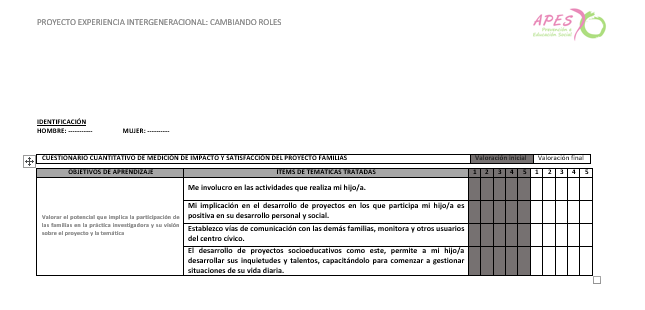 PROYECTO EXPERIENCIA INTERGENERACIONAL: CAMBIANDO ROLES
APES
Prevención y
Educación Social
IDENTIFICACIÓN
HOMBRE: ---------- MUJER: ---------
CUESTIONARIO CUANTITATIVO DE MEDICION DE IMPACTO Y SATISFACCIÓN DEL PROYECTO FAMILIAS Valoración inicial Valoración final
OBJETIVOS DE APRENDIZAJE ITEMS DE TEMÁTICAS TRATADAS 1 2 3 4 5 1 2 3 4 5
Valorar el potencial que implica la participación de
las familias en la práctica investigadora y su visión
sobre el proyecto y la temática
Me involucro en las actividades que realiza mi hijo/a.
Mi implicación en el desarrollo de proyectos en los que participa mi hijo/a es
positiva en su desarrollo personal y social.
Establezco vías de comunicación con las demás familias, monitora y otros usuarios
del centro cívico.
El desarrollo de proyectos socioeducativos como este, permite a mi hijo/a
desarrollar sus inquietudes y talentos, capacitándolo para comenzar a gestionar
situaciones de su vida diaria.